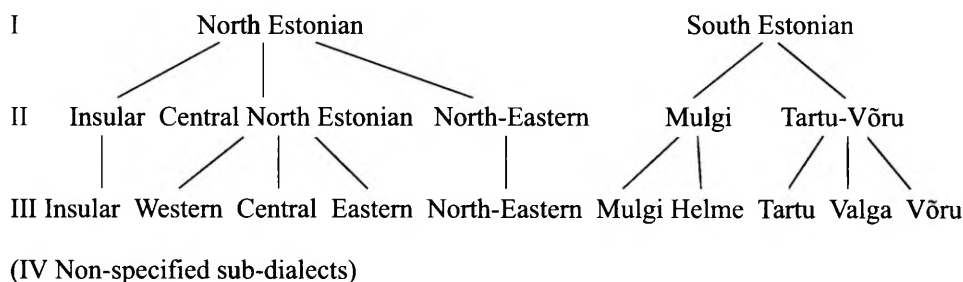 I North Estonian South Estonian
II Insular Central North Estonian North-Eastern Mulgi Tartu-Võru
III Insular Western Central Eastern North-Eastern Mulgi Helme Tartu Valga Võru
(IV Non-specified sub-dialects)